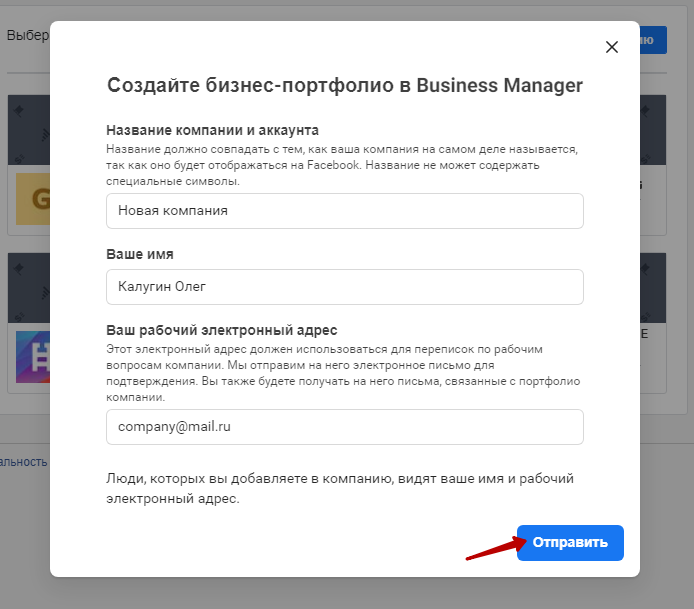 Выбер
ию
Создайте бизнес-портфолио в Business Manager
Название компании и аккаунта
Название должно совпадать с тем, как ваша компания на самом деле называется,
так как оно будет отображаться на Facebook. Название не может содержать
специальные символы.
G
Новая компания
Ваше имя
Калугин Олег
Ваш рабочий электронный адрес
Этот электронный адрес должен использоваться для переписок по рабочим
вопросам компании. Мы отправим на него электронное письмо для
подтверждения. Вы также будете получать на него письма, связанные с портфолио
компании.
H
E
company@mail.ru
альность
Люди, которых вы добавляете в компанию, видят ваше имя и рабочий
электронный адрес.
Отправить